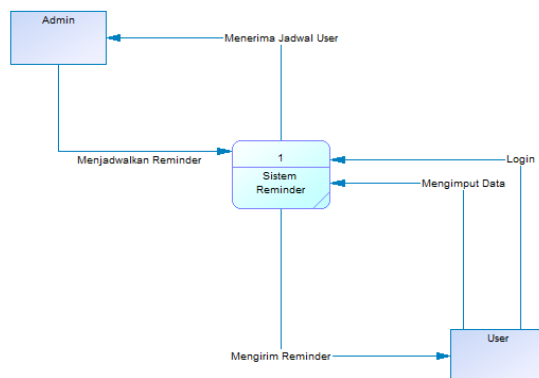 Admin
Menerima Jadwal User
Menjadwalkan Reminder
1
Sistem
Reminder
Login
Mengimput Data
Mengirim Reminder
User